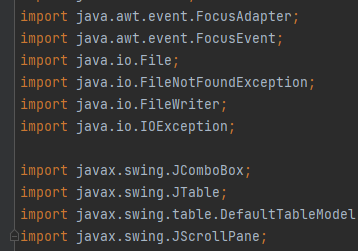 import java.awt.event.FocusAdapter;
import java.awt.event.FocusEvent;
import java.io.File;
import java.io.FileNotFoundException;
import java.io.FileWriter;
import java.io.IOException;
import javax.swing.JComboBox;
import javax.swing.JTable;
import javax.swing.table.DefaultTableModel
import javax.swing.JScrollPane;